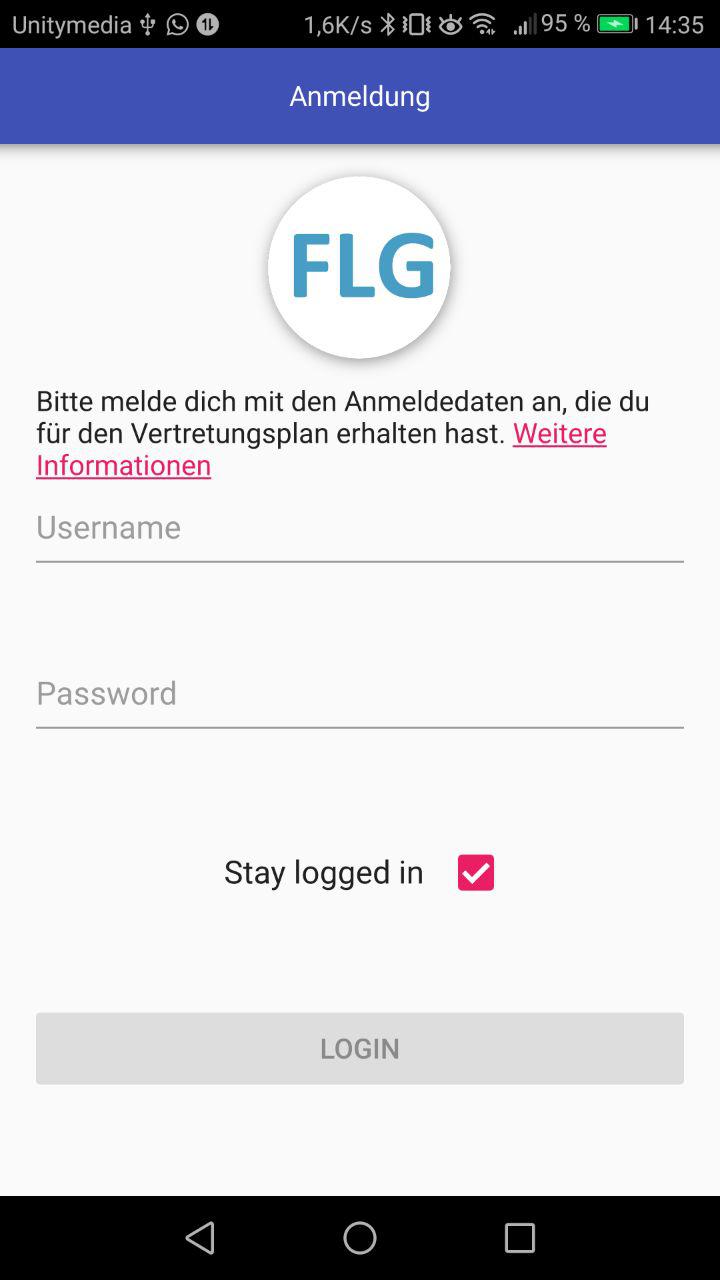 Unitymedia 1,6K/s 95 % 14:35
Anmeldung
FLG
Bitte melde dich mit den Anmeldedaten an, die du
für den Vertretungsplan erhalten hast. Weitere
Informationen
Username
Password
Stay logged in
LOGIN